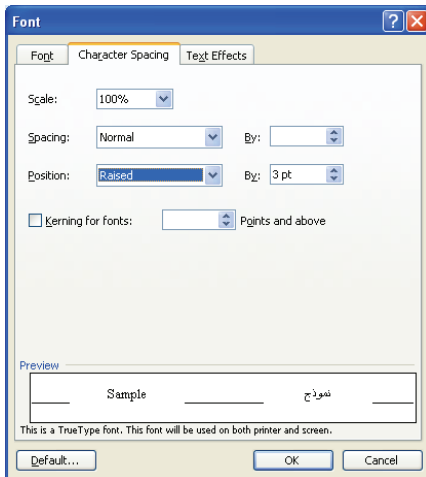 Font
Font Character Spacing Text Effects
Scale: 100%
Spacing: Normal By:
Position: Raised By: 3 pt
Kerning for fonts: Points and above
Preview
Sample نموذج
This is a TrueType font. This font will be used on both printer and screen.
Default... OK Cancel